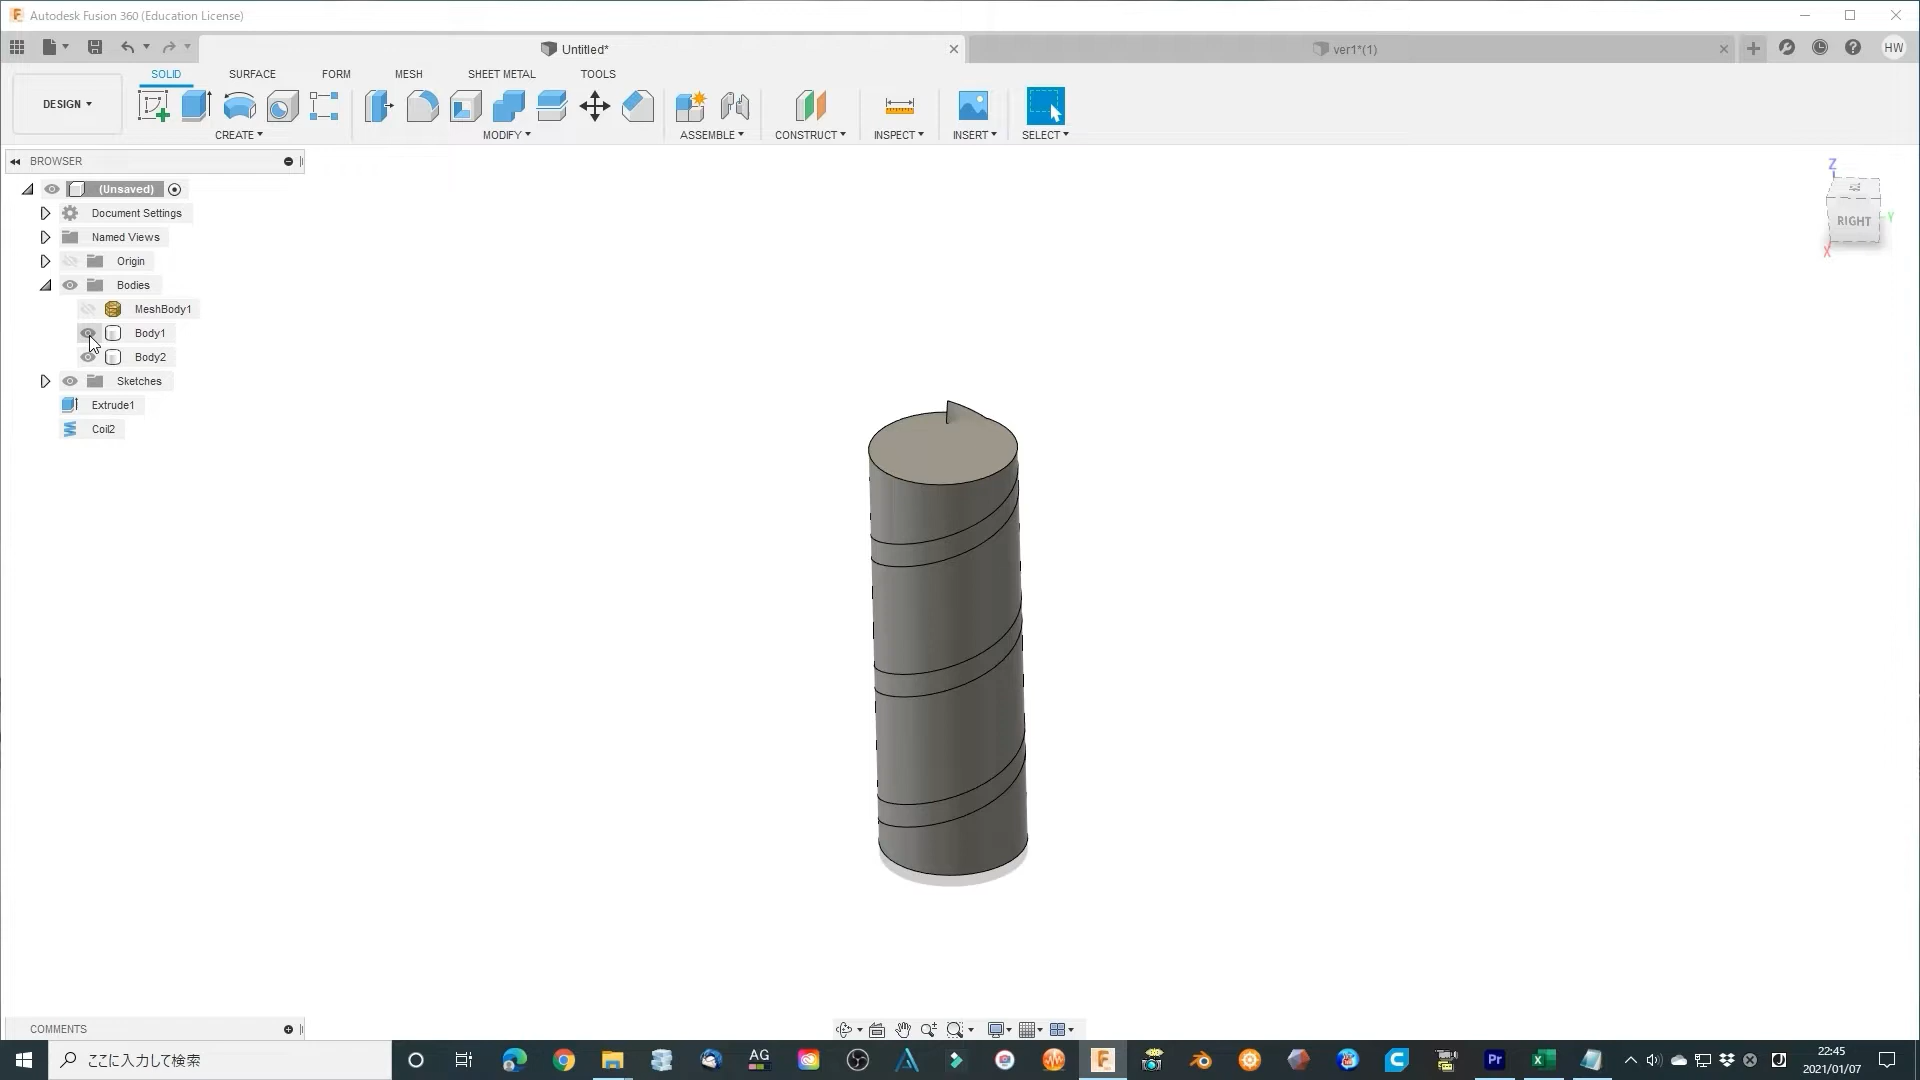 Autodesk Fusion 360 (Education License)
Untitled*
ver1*(1)
HW
SOLID
SURFACE
FORM
MESH
SHEET METAL
TOOLS
DESIGN
CREATE
MODIFY
ASSEMBLE
CONSTRUCT
INSPECT
INSERT
SELECT
BROWSER
(Unsaved)
Document Settings
Named Views
Origin
Bodies
MeshBody1
Body1
Body2
Sketches
Extrude1
Coil2
Z
RIGHT
Y
X
COMMENTS
ここに入力して検索
AG
F
C
Pr
X
J
22:45
2021/01/07